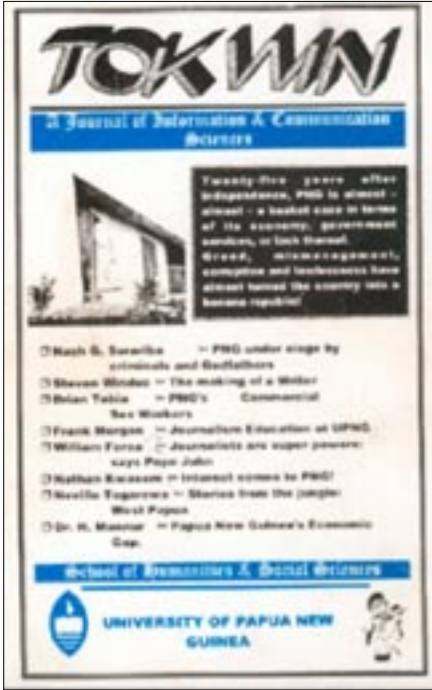 TOK WIN
A Journal of Information & Communication
Sciences
Twenty-five years after
independence, PNG is almost -
almost - a basket case in terms
of its economy, government
services, or lack thereof.
Greed, mismanagement,
corruption and lawlessness have
almost turned the country into a
banana republic!
Nash G. Sorariba ~ PNG under siege by
criminals and Godfathers
Steven Winduo ~ The making of a Writer
Brian Tobia ~ PNG's Commercial
Sex Workers
Frank Morgan ~ Journalism Education at UPNG
William Ferea ~ Journalists are super powers:
says Pope John
Nathan Kwasam ~ Internet comes to PNG!
Neville Togarewa ~ Stories from the jungle:
West Papua
Dr. H. ~ Papua New Guinea's Economic
Gap.
School of Humanities & Social Sciences
UNIVERSITY OF PAPUA NEW
GUINEA